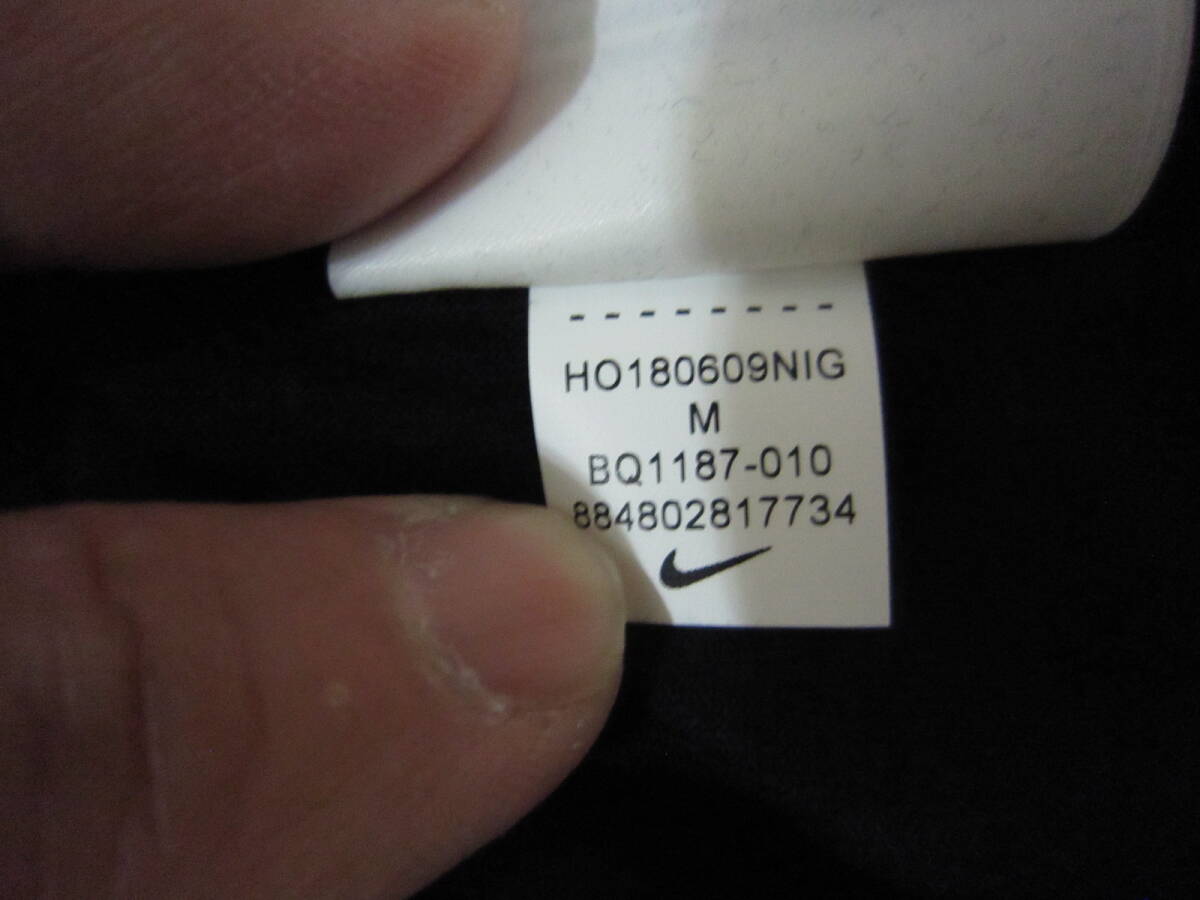 --------
HO180609NIG
M
BQ1187-010
884802817734